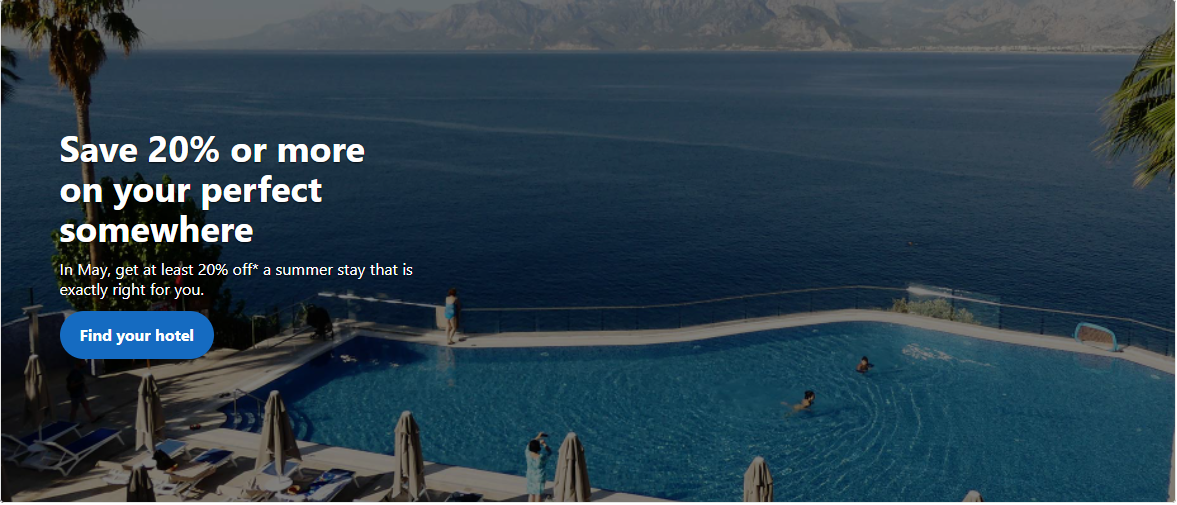 Save 20% or more
on your perfect
somewhere
In May, get at least 20% off* a summer stay that is
exactly right for you.
Find your hotel